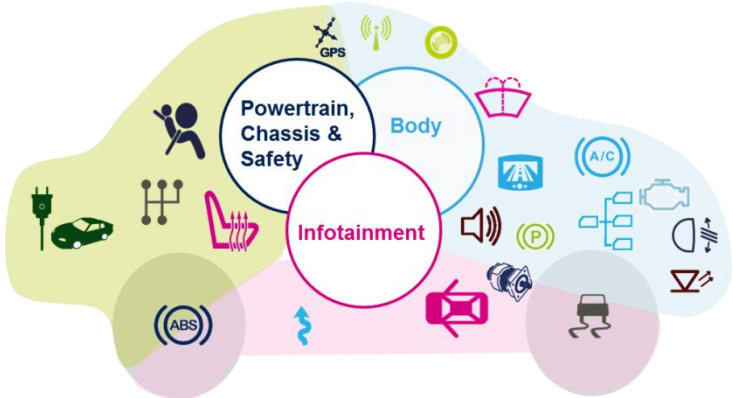 GPS
Powertrain,
Chassis &
Safety
Body
Infotainment
A/C
P
ABS